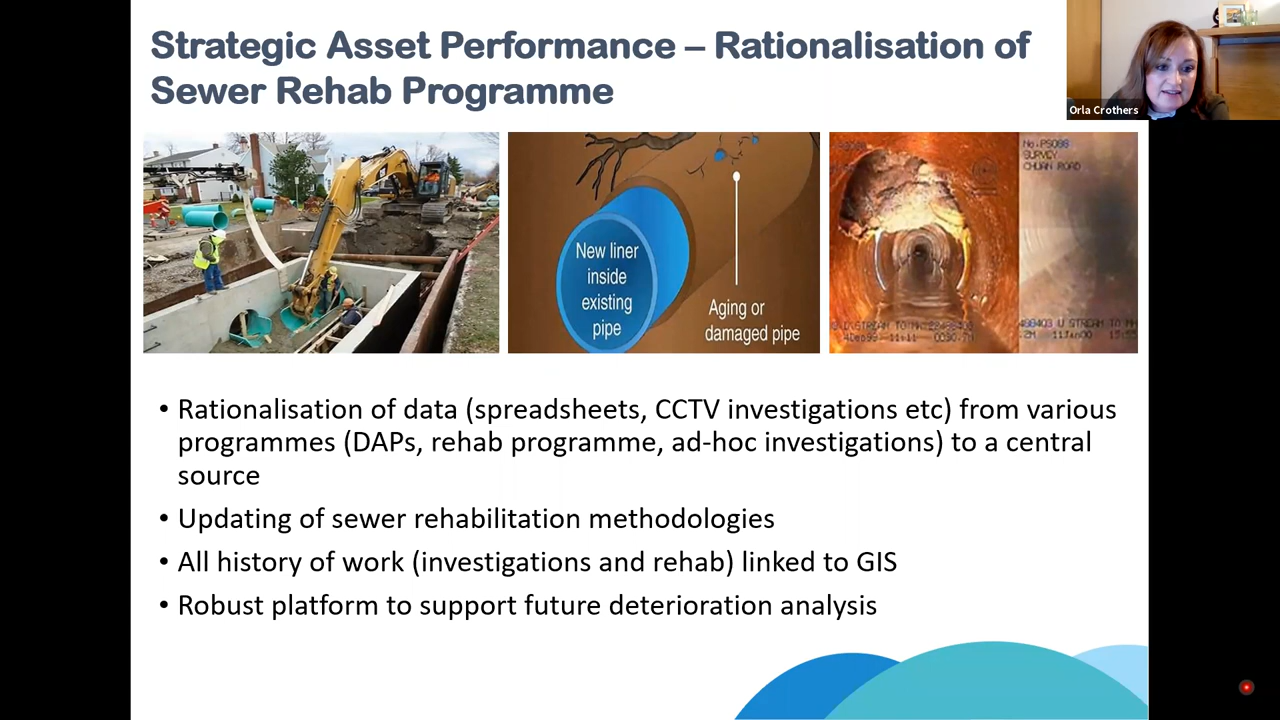 Strategic Asset Performance – Rationalisation of
Sewer Rehab Programme
Orla Crothers
New liner
inside
existing
pipe
Aging or
damaged pipe
SURVEY
CHUAN ROAD
• Rationalisation of data (spreadsheets, CCTV investigations etc) from various
programmes (DAPs, rehab programme, ad-hoc investigations) to a central
source
• Updating of sewer rehabilitation methodologies
• All history of work (investigations and rehab) linked to GIS
• Robust platform to support future deterioration analysis